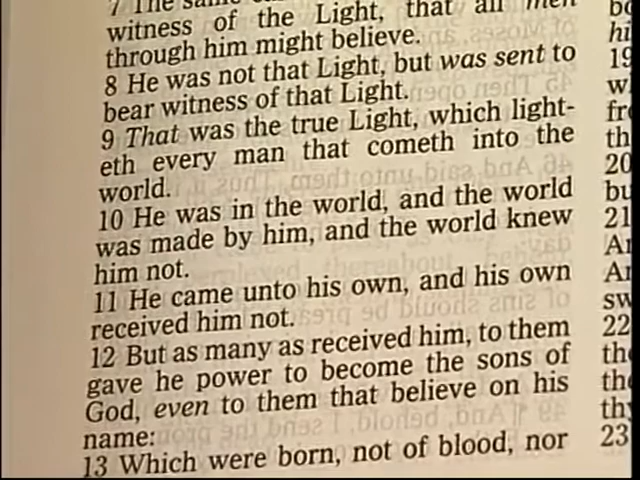 7 The same
witness of the Light, that all men
through him might believe.
8 He was not that Light, but was sent to
bear witness of that Light.
9 That was the true Light, which light-
eth every man that cometh into the
world.
10 He was in the world, and the world
was made by him, and the world knew
him not.
11 He came unto his own, and his own
received him not.
12 But as many as received him, to them
gave he power to become the sons of
God, even to them that believe on his
name:
13 Which were born, not of blood, nor
19
20
21
22
23